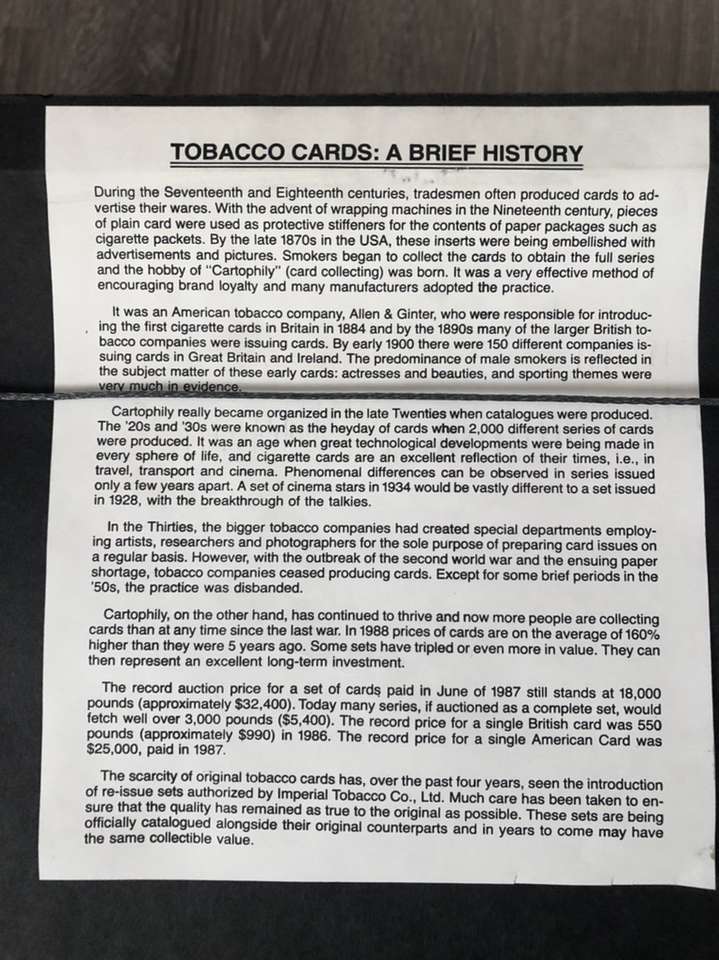 TOBACCO CARDS: A BRIEF HISTORY
During the Seventeenth and Eighteenth centuries, tradesmen often produced cards to ad-
vertise their wares. With the advent of wrapping machines in the Nineteenth century, pieces
of plain card were used as protective stiffeners for the contents of paper packages such as
cigarette packets. By the late 1870s in the USA, these inserts were being embellished with
advertisements and pictures. Smokers began to collect the cards to obtain the full series
and the hobby of "Cartophily" (card collecting) was born. It was a very effective method of
encouraging brand loyalty and many manufacturers adopted the practice.
It was an American tobacco company, Allen & Ginter, who were responsible for introduc-
ing the first cigarette cards in Britain in 1884 and by the 1890s many of the larger British to-
bacco companies were issuing cards. By early 1900 there were 150 different companies is-
suing cards in Great Britain and Ireland. The predominance of male smokers is reflected in
the subject matter of these early cards: actresses and beauties, and sporting themes were
very much in evidence.
Cartophily really became organized in the late Twenties when catalogues were produced.
The '20s and '30s were known as the heyday of cards when 2,000 different series of cards
were produced. It was an age when great technological developments were being made in
every sphere of life, and cigarette cards are an excellent reflection of their times, i.e., in
travel, transport and cinema. Phenomenal differences can be observed in series issued
only a few years apart. A set of cinema stars in 1934 would be vastly different to a set issued
in 1928, with the breakthrough of the talkies.
In the Thirties, the bigger tobacco companies had created special departments employ-
ing artists, researchers and photographers for the sole purpose of preparing card issues on
a regular basis. However, with the outbreak of the second world war and the ensuing paper
shortage, tobacco companies ceased producing cards. Except for some brief periods in the
'50s, the practice was disbanded.
Cartophily, on the other hand, has continued to thrive and now more people are collecting
cards than at any time since the last war. In 1988 prices of cards are on the average of 160%
higher than they were 5 years ago. Some sets have tripled or even more in value. They can
then represent an excellent long-term investment.
The record auction price for a set of cards paid in June of 1987 still stands at 18,000
pounds (approximately $32,400). Today many series, if auctioned as a complete set, would
fetch well over 3,000 pounds ($5,400). The record price for a single British card was 550
pounds (approximately $990) in 1986. The record price for a single American Card was
$25,000, paid in 1987.
The scarcity of original tobacco cards has, over the past four years, seen the introduction
of re-issue sets authorized by Imperial Tobacco Co., Ltd. Much care has been taken to en-
sure that the quality has remained as true to the original as possible. These sets are being
officially catalogued alongside their original counterparts and in years to come may have
the same collectible value.